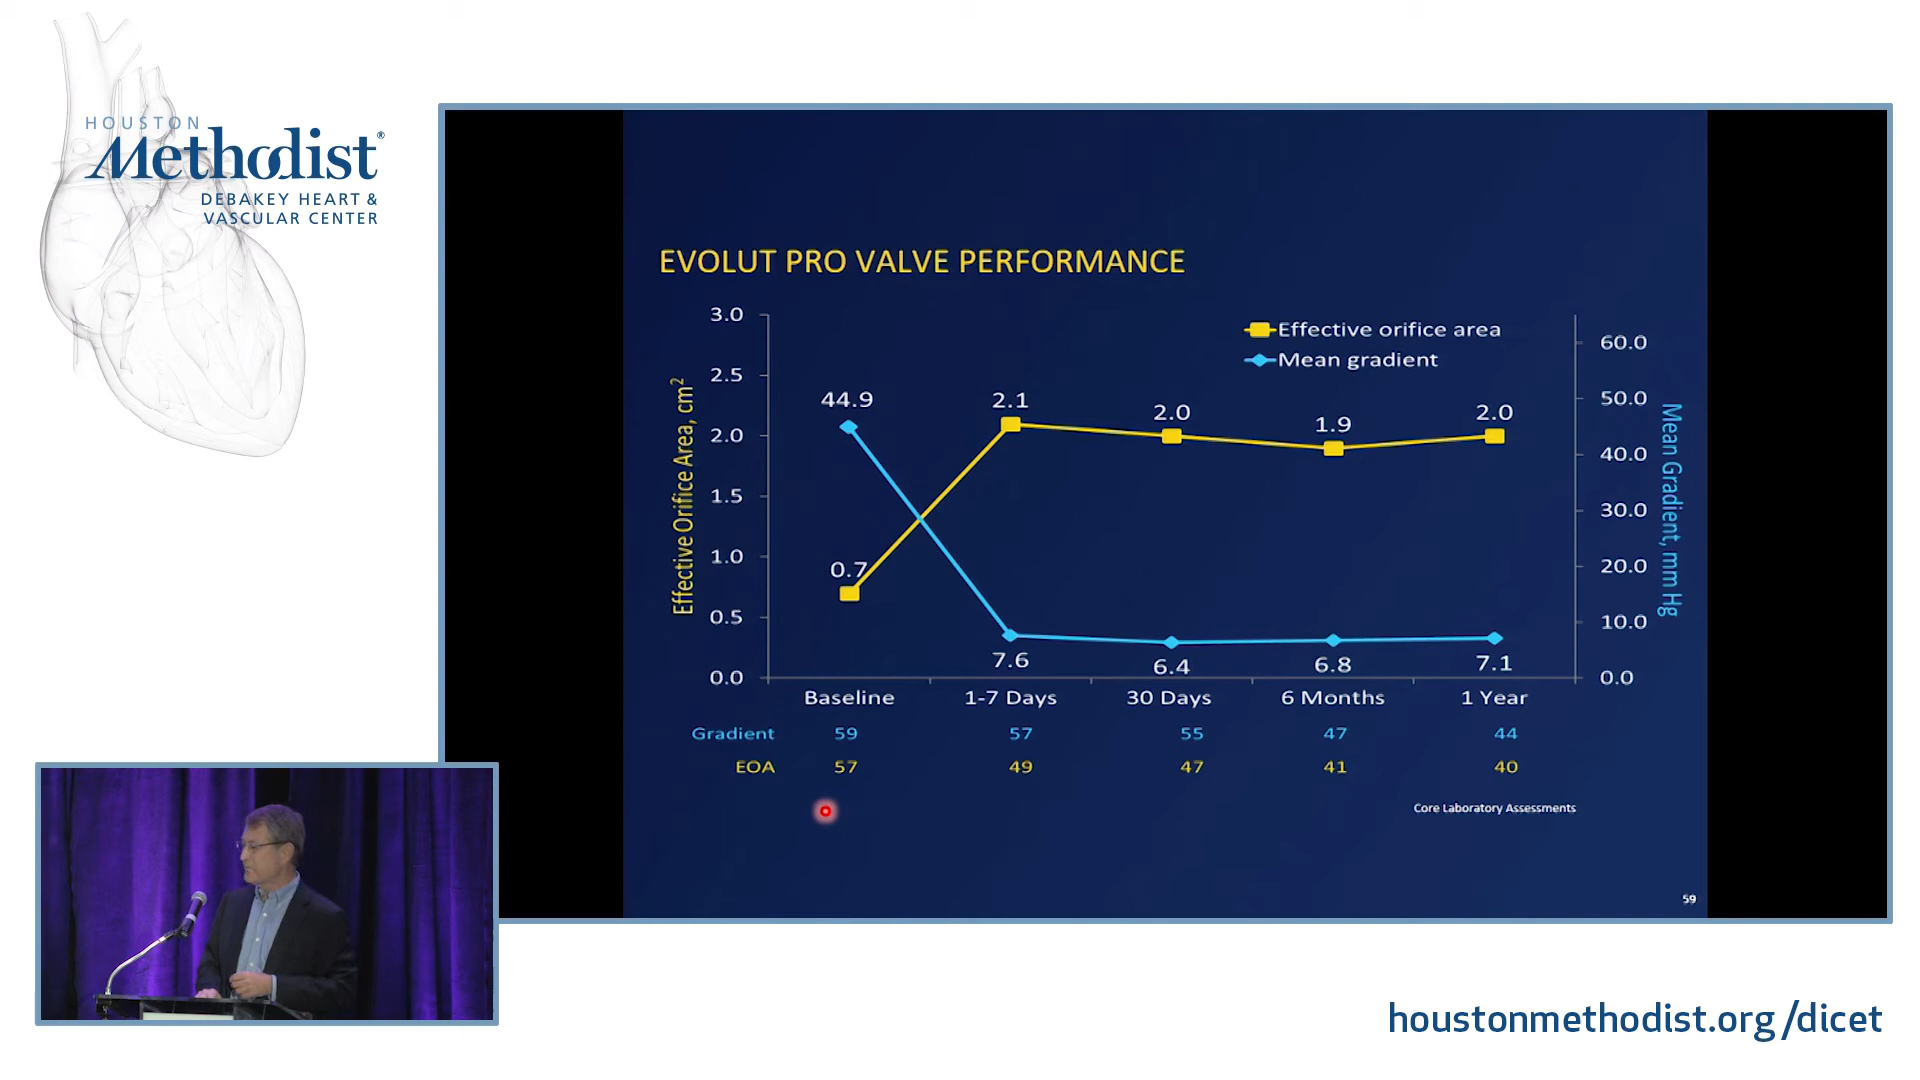 HOUSTON
Methodist®
DEBAKEY HEART &
VASCULAR CENTER
EVOLUT PRO VALVE PERFORMANCE
Effective orifice area
Mean gradient
Effective Orifice Area, cm²
3.0
2.5
2.0
1.5
1.0
0.5
0.0
44.9
2.1
2.0
1.9
2.0
0.7
7.6
6.4
6.8
7.1
60.0
50.0
40.0
30.0
20.0
10.0
0.0
Mean Gradient, mm Hg
Baseline 1-7 Days 30 Days 6 Months 1 Year
Gradient 59 57 55 47 44
EOA 57 49 47 41 40
Core Laboratory Assessments
59
houstonmethodist.org/dicet